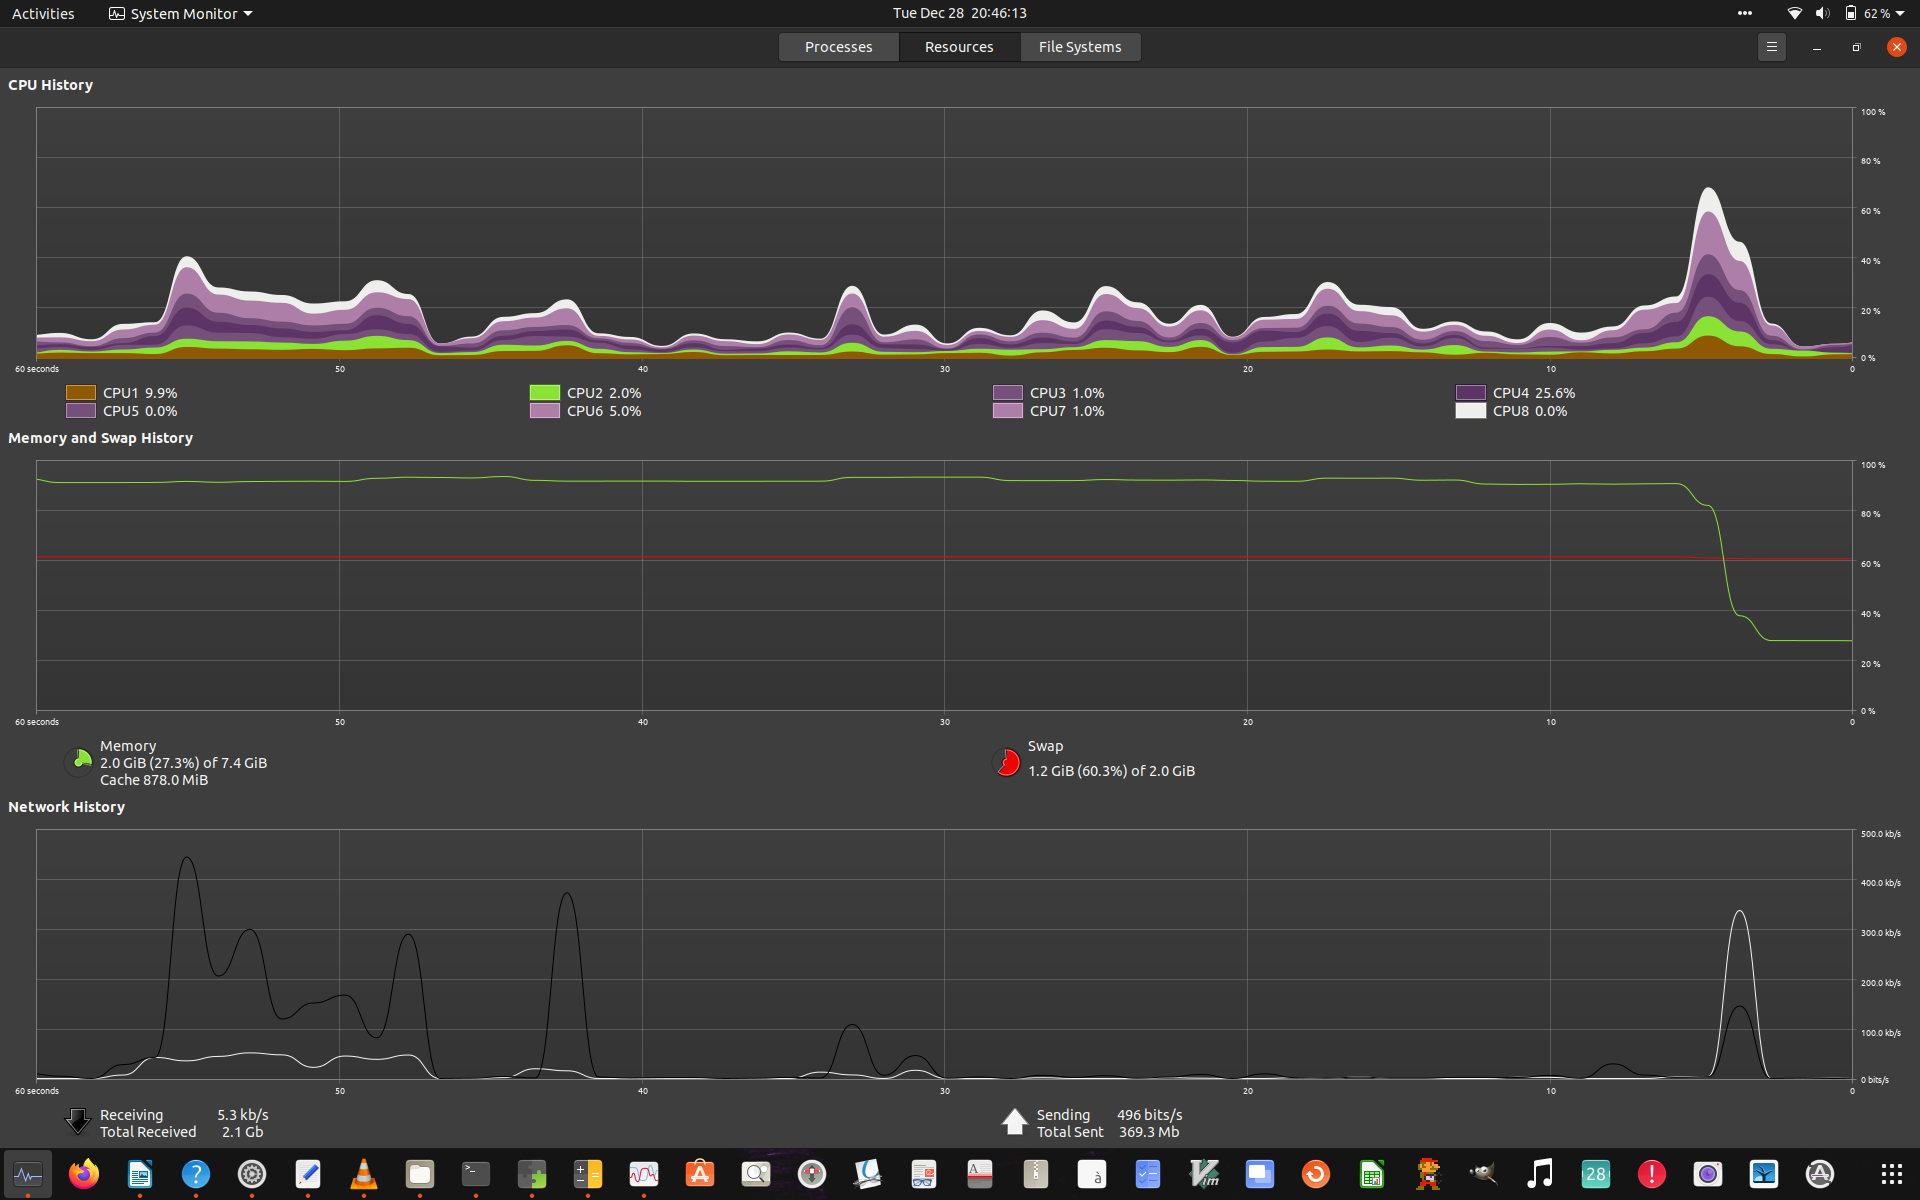 Activities System Monitor Tue Dec 28 20:46:13 62 %
Processes Resources File Systems
CPU History
100 %
80 %
60 %
40 %
20 %
0 %
60 seconds 50 40 30 20 10 0
CPU1 9.9% CPU2 2.0% CPU3 1.0% CPU4 25.6%
CPU5 0.0% CPU6 5.0% CPU7 1.0% CPU8 0.0%
Memory and Swap History
100 %
80 %
60 %
40 %
20 %
0 %
60 seconds 50 40 30 20 10 0
Memory Swap
2.0 GiB (27.3%) of 7.4 GiB 1.2 GiB (60.3%) of 2.0 GiB
Cache 878.0 MiB
Network History
500.0 kb/s
400.0 kb/s
300.0 kb/s
200.0 kb/s
100.0 kb/s
0 bits/s
60 seconds 50 40 30 20 10 0
Receiving 5.3 kb/s Sending 496 bits/s
Total Received 2.1 Gb Total Sent 369.3 Mb
? >_ A à Vim 28 !